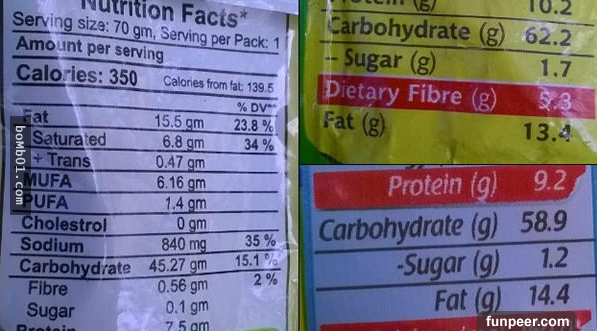 Nutrition Facts*
Serving size: 70 gm, Serving per Pack: 1
Amount per serving
Calories: 350 Calories from fat: 139.5
% DV**
Fat 15.5 gm 23.8 %
Saturated 6.8 gm 34 %
+ Trans 0.47 gm
MUFA 6.16 gm
PUFA 1.4 gm
Cholestrol 0 gm
Sodium 840 mg 35 %
Carbohydrate 45.27 gm 15.1 %
Fibre 0.56 gm 2 %
Sugar 0.1 gm
Protein 7.5 gm
bomb01.com
Protein (g) 10.2
Carbohydrate (g) 62.2
- Sugar (g) 1.7
Dietary Fibre (g) 5.3
Fat (g) 13.4
Protein (g) 9.2
Carbohydrate (g) 58.9
-Sugar (g) 1.2
Fat (g) 14.4
funpeer.com